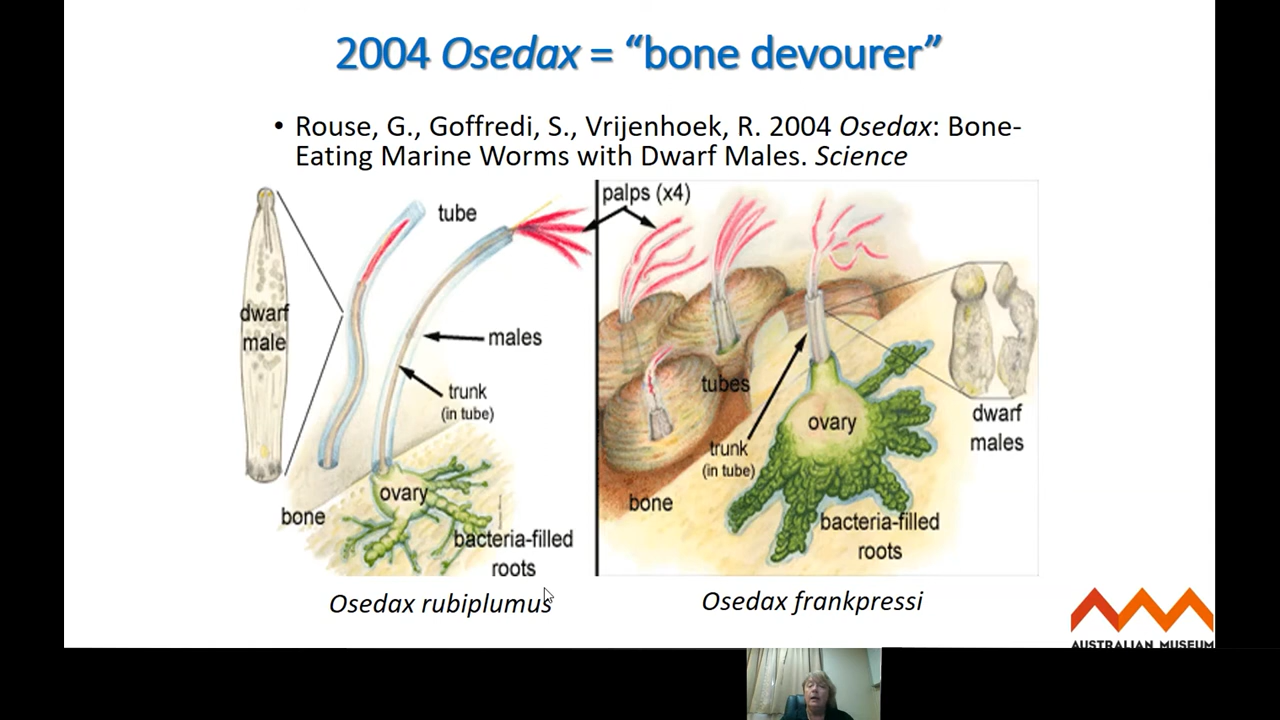 2004 Osedax = “bone devourer”
• Rouse, G., Goffredi, S., Vrijenhoek, R. 2004 Osedax: Bone-
Eating Marine Worms with Dwarf Males. Science
dwarf
male
tube
males
trunk
(in tube)
ovary
bone
bacteria-filled
roots
Osedax rubiplumus
palps (x4)
tubes
trunk
(in tube)
bone
ovary
dwarf
males
bacteria-filled
roots
Osedax frankpressi
AUSTRALIAN MUSEUM